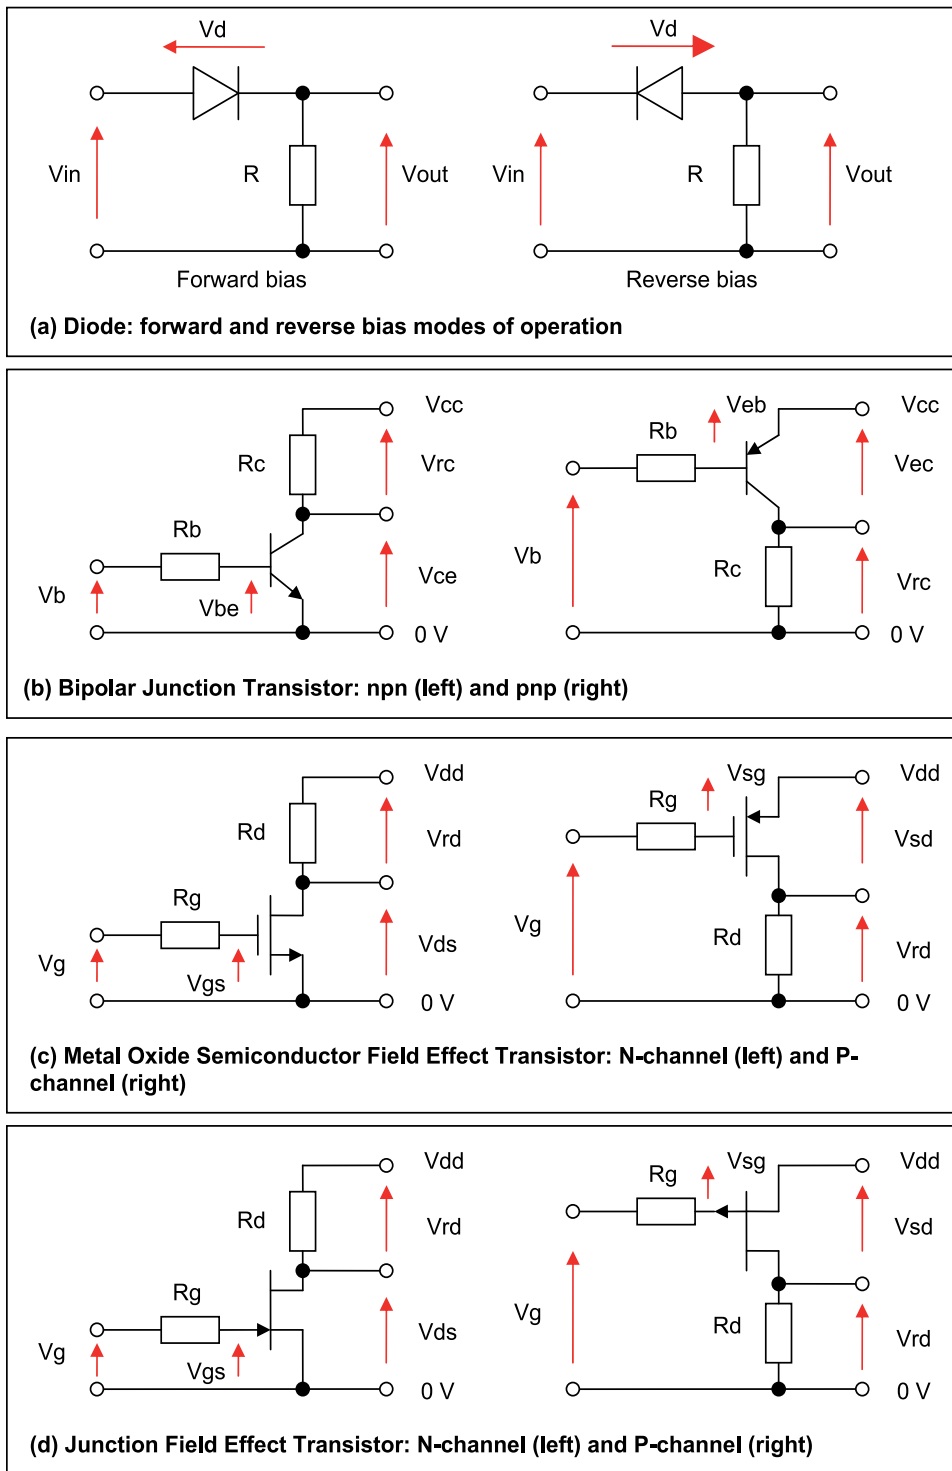 Vd
Vd
Vin
R
Vout
Vin
R
Vout
Forward bias
Reverse bias
(a) Diode: forward and reverse bias modes of operation
Vcc
Rc
Vrc
Rb
Vb
Vbe
Vce
0 V
Veb
Vcc
Rb
Vec
Vb
Rc
Vrc
0 V
(b) Bipolar Junction Transistor: npn (left) and pnp (right)
Vdd
Rd
Vrd
Rg
Vg
Vgs
Vds
0 V
Vsg
Vdd
Rg
Vsd
Vg
Rd
Vrd
0 V
(c) Metal Oxide Semiconductor Field Effect Transistor: N-channel (left) and P-
channel (right)
Vdd
Rd
Vrd
Rg
Vg
Vgs
Vds
0 V
Vsg
Vdd
Rg
Vsd
Vg
Rd
Vrd
0 V
(d) Junction Field Effect Transistor: N-channel (left) and P-channel (right)